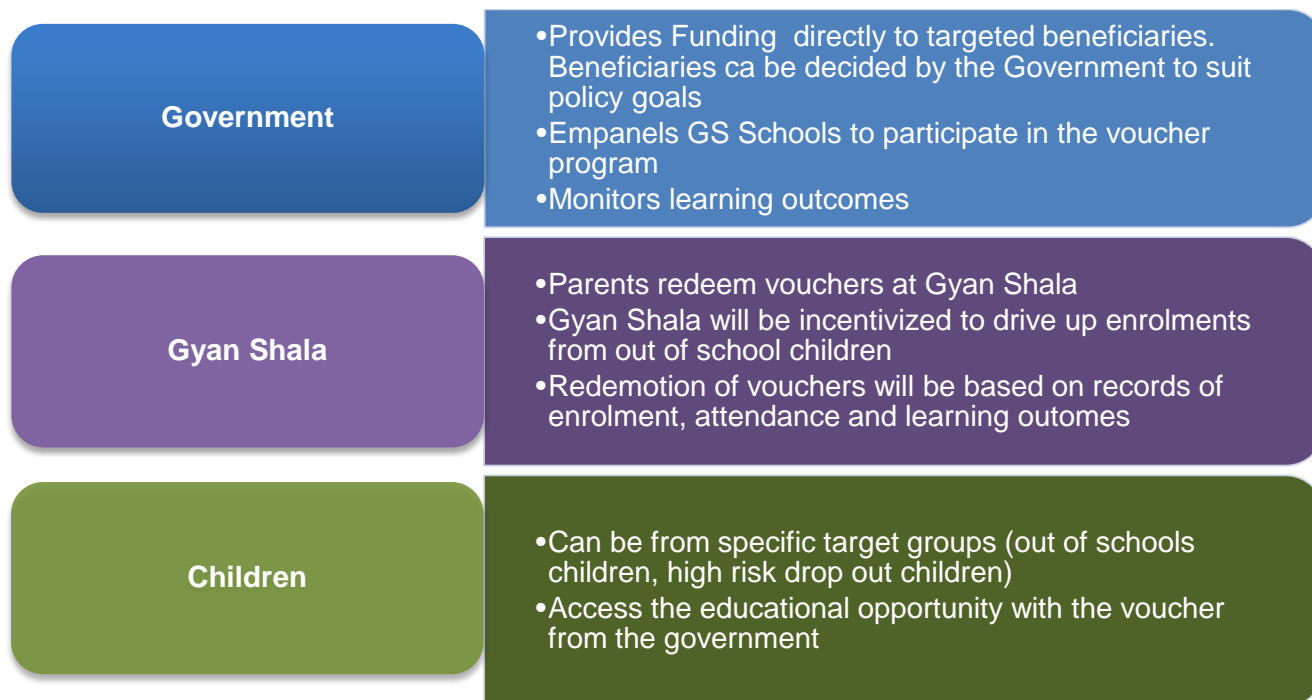 Government
•Provides Funding  directly to targeted beneficiaries.
Beneficiaries ca be decided by the Government to suit
policy goals
•Empanels GS Schools to participate in the voucher
program
•Monitors learning outcomes
Gyan Shala
•Parents redeem vouchers at Gyan Shala
•Gyan Shala will be incentivized to drive up enrolments
from out of school children
•Redemotion of vouchers will be based on records of
enrolment, attendance and learning outomes
Children
•Can be from specific target groups (out of schools
children, high risk drop out children)
•Access the educational opportunity with the voucher
from the government